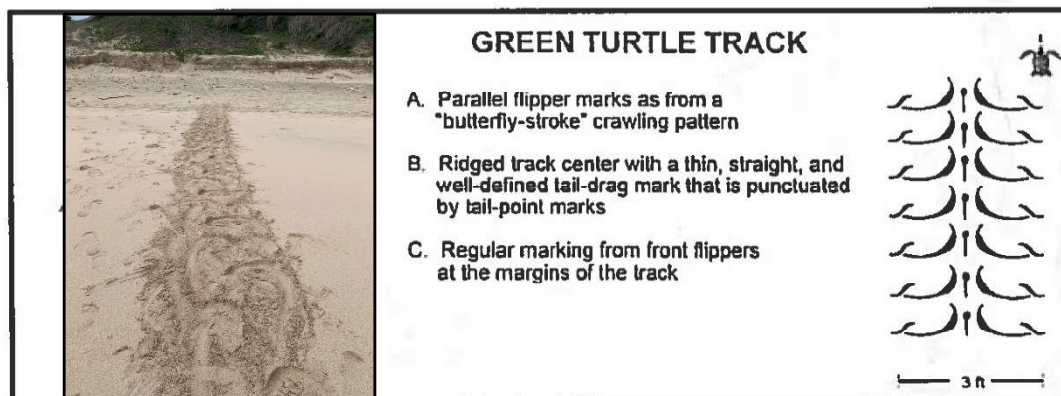 GREEN TURTLE TRACK
A. Parallel flipper marks as from a
"butterfly-stroke" crawling pattern
B. Ridged track center with a thin, straight, and
well-defined tail-drag mark that is punctuated
by tail-point marks
C. Regular marking from front flippers
at the margins of the track
3 ft